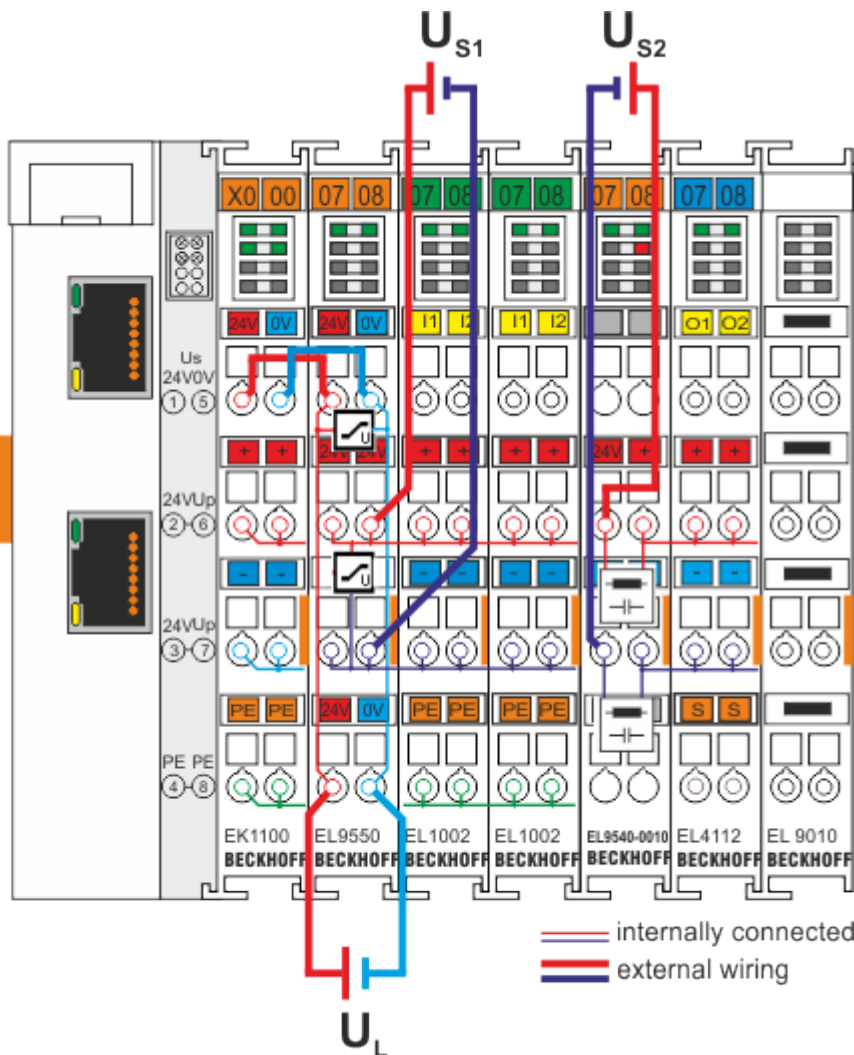 U S1 U S2
X0 00 07 08 07 08 07 08 07 08 07 08
24V 0V 24V 0V I1 I2 I1 I2 O1 O2
Us
24V0V
1 5
+ + 24V 24V + + + + 24V + + +
24VUp
2 6
- - - - - - - -
24VUp
3 7
PE PE 24V 0V PE PE PE PE S S
PE PE
4 8
EK1100 EL9550 EL1002 EL1002 EL9540-0010 EL4112 EL 9010
BECKHOFF BECKHOFF BECKHOFF BECKHOFF BECKHOFF BECKHOFF BECKHOFF
internally connected
external wiring
U L